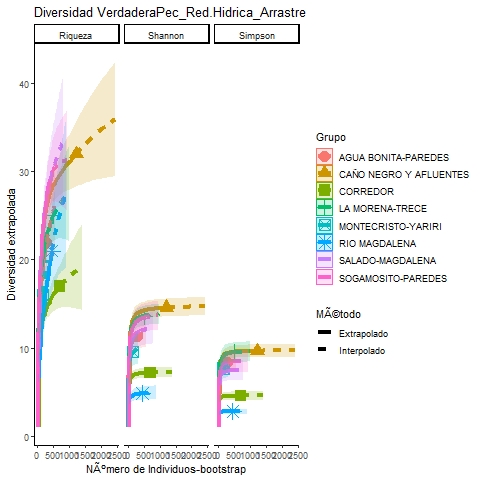 Diversidad VerdaderaPec_Red.Hidrica_Arrastre
Riqueza
Shannon
Simpson
Diversidad extrapolada
40
30
20
10
0
0 500 1000 1500 2000 2500
0 500 1000 1500 2000 2500
0 500 1000 1500 2000 2500
NÃºmero de Individuos-bootstrap
Grupo
AGUA BONITA-PAREDES
CAÑO NEGRO Y AFLUENTES
CORREDOR
LA MORENA-TRECE
MONTECRISTO-YARIRI
RIO MAGDALENA
SALADO-MAGDALENA
SOGAMOSITO-PAREDES
MÃ©todo
Extrapolado
Interpolado